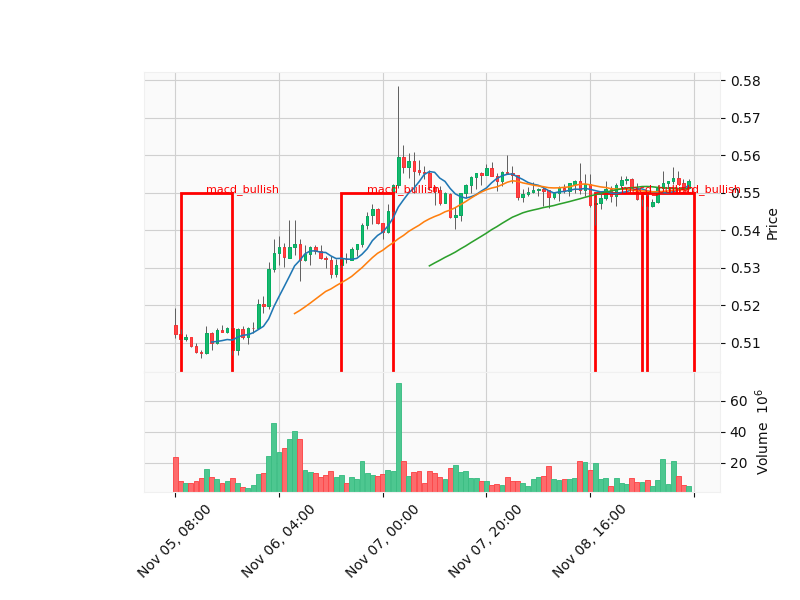 0.58
0.57
0.56
0.55
0.54
0.53
0.52
0.51
Price
macd_bullish
macd_bullish
macd_bullish
60
40
20
Volume 10^6
Nov 05, 08:00
Nov 06, 04:00
Nov 07, 00:00
Nov 07, 20:00
Nov 08, 16:00